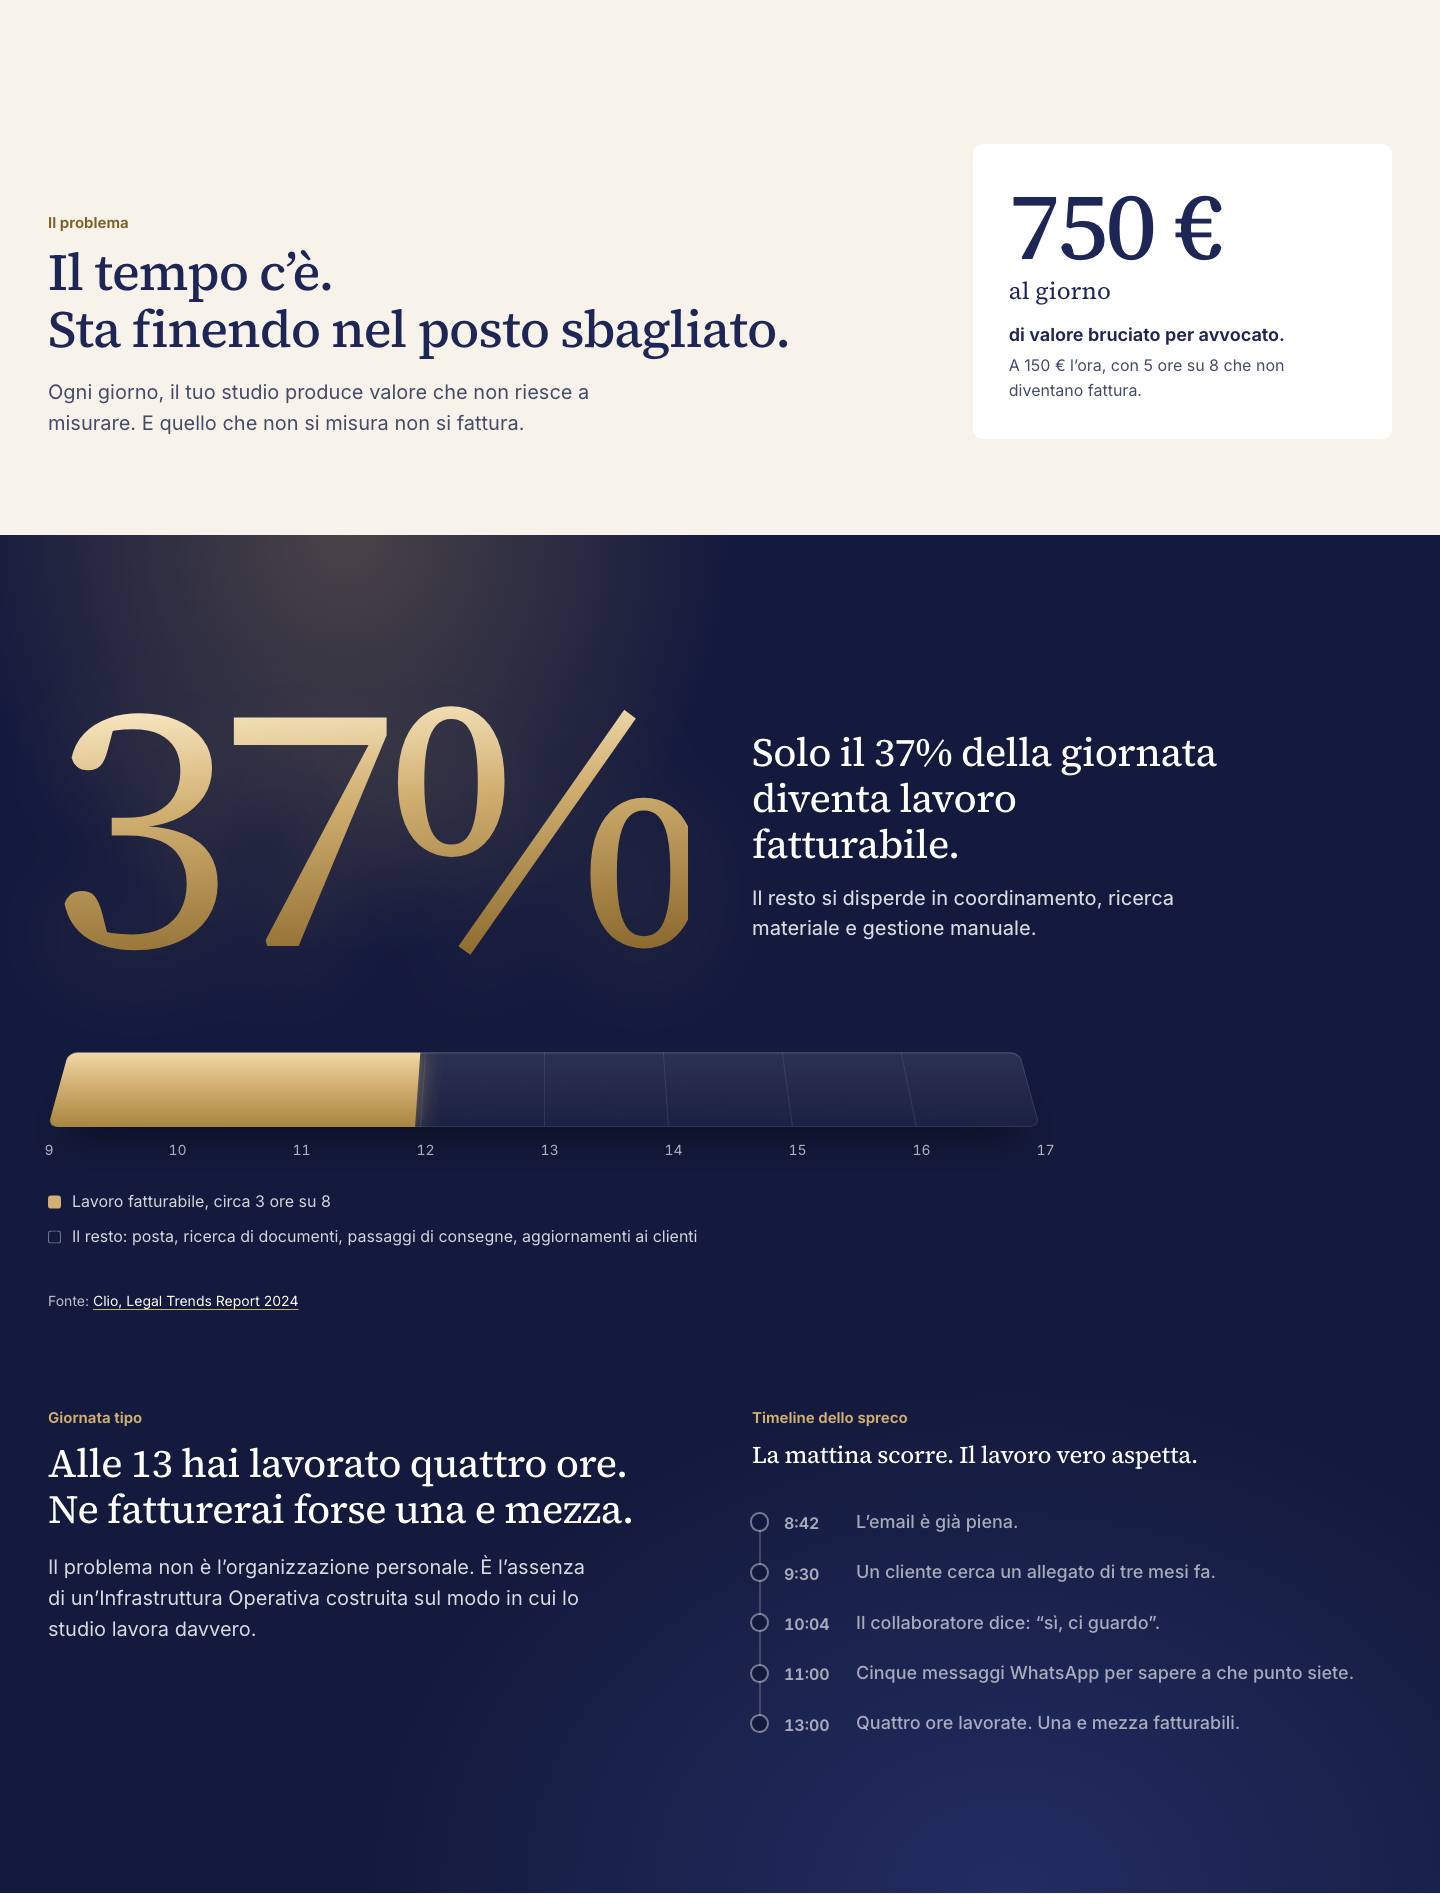 Il problema
Il tempo c’è.
Sta finendo nel posto sbagliato.
Ogni giorno, il tuo studio produce valore che non riesce a
misurare. E quello che non si misura non si fattura.
750 €
al giorno
di valore bruciato per avvocato.
A 150 € l’ora, con 5 ore su 8 che non
diventano fattura.
37%
Solo il 37% della giornata
diventa lavoro
fatturabile.
Il resto si disperde in coordinamento, ricerca
materiale e gestione manuale.
9 10 11 12 13 14 15 16 17
Lavoro fatturabile, circa 3 ore su 8
Il resto: posta, ricerca di documenti, passaggi di consegne, aggiornamenti ai clienti
Fonte: Clio, Legal Trends Report 2024
Giornata tipo
Alle 13 hai lavorato quattro ore.
Ne fatturerai forse una e mezza.
Il problema non è l’organizzazione personale. È l’assenza
di un’Infrastruttura Operativa costruita sul modo in cui lo
studio lavora davvero.
Timeline dello spreco
La mattina scorre. Il lavoro vero aspetta.
8:42 L’email è già piena.
9:30 Un cliente cerca un allegato di tre mesi fa.
10:04 Il collaboratore dice: “sì, ci guardo”.
11:00 Cinque messaggi WhatsApp per sapere a che punto siete.
13:00 Quattro ore lavorate. Una e mezza fatturabili.